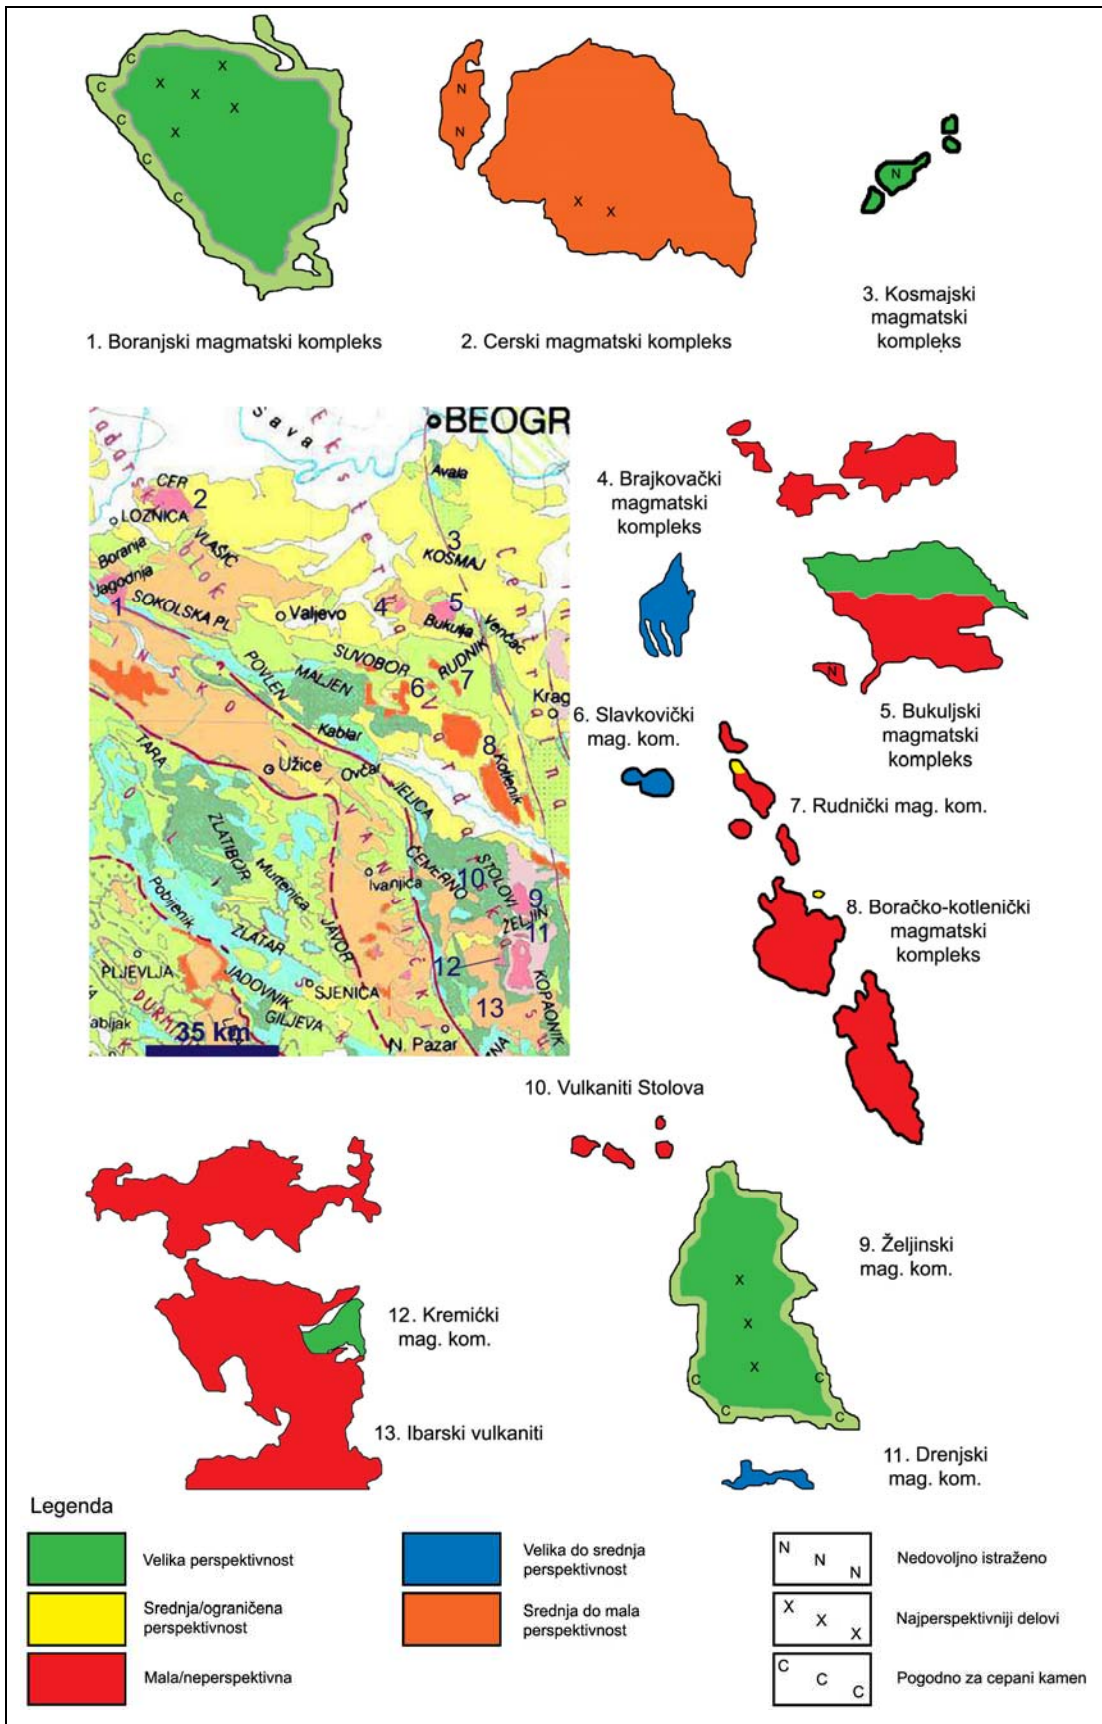 C
C
C
C
C
X
X
X
X
X
N
N
X
X
N
1. Boranjski magmatski kompleks
2. Cerski magmatski kompleks
3. Kosmajski
magmatski
kompleks
Sava
BEOGR
Avala
CER
2
LOZNICA
VLAŠIĆ
blok
Boranja
Jagodnja
1
SOKOLSKA PL.
Valjevo
3
KOSMAJ
4
5
Bukulja
Venčac
SUVOBOR
RUDNIK
6
7
POVLEN
MALJEN
?
Krag
Kablar
8
Kotlenik
TARA
Užice
Ovčar
JELICA
ZLATIBOR
Murtenica
Ivanjica
ČEMERNO
10
STOLOVI
9
ŽELJIN
11
Pobijenik
ZLATAR
JAVOR
12
KOPAONIK
PLJEVLJA
JADOVNIK
SJENICA
13
GILJEVA
DURMI
abljak
35 km
N. Pazar
4. Brajkovački
magmatski
kompleks
N
5. Bukuljski
magmatski
kompleks
6. Slavkovički
mag. kom.
7. Rudnički mag. kom.
8. Boračko-kotlenički
magmatski
kompleks
10. Vulkaniti Stolova
X
X
X
C
C
C
C
9. Željinski
mag. kom.
12. Kremićki
mag. kom.
13. Ibarski vulkaniti
11. Drenjski
mag. kom.
Legenda
Velika perspektivnost
Velika do srednja
perspektivnost
N
N
N
Nedovoljno istraženo
Srednja/ograničena
perspektivnost
Srednja do mala
perspektivnost
X
X
X
Najperspektivniji delovi
Mala/neperspektivna
C
C
C
Pogodno za cepani kamen